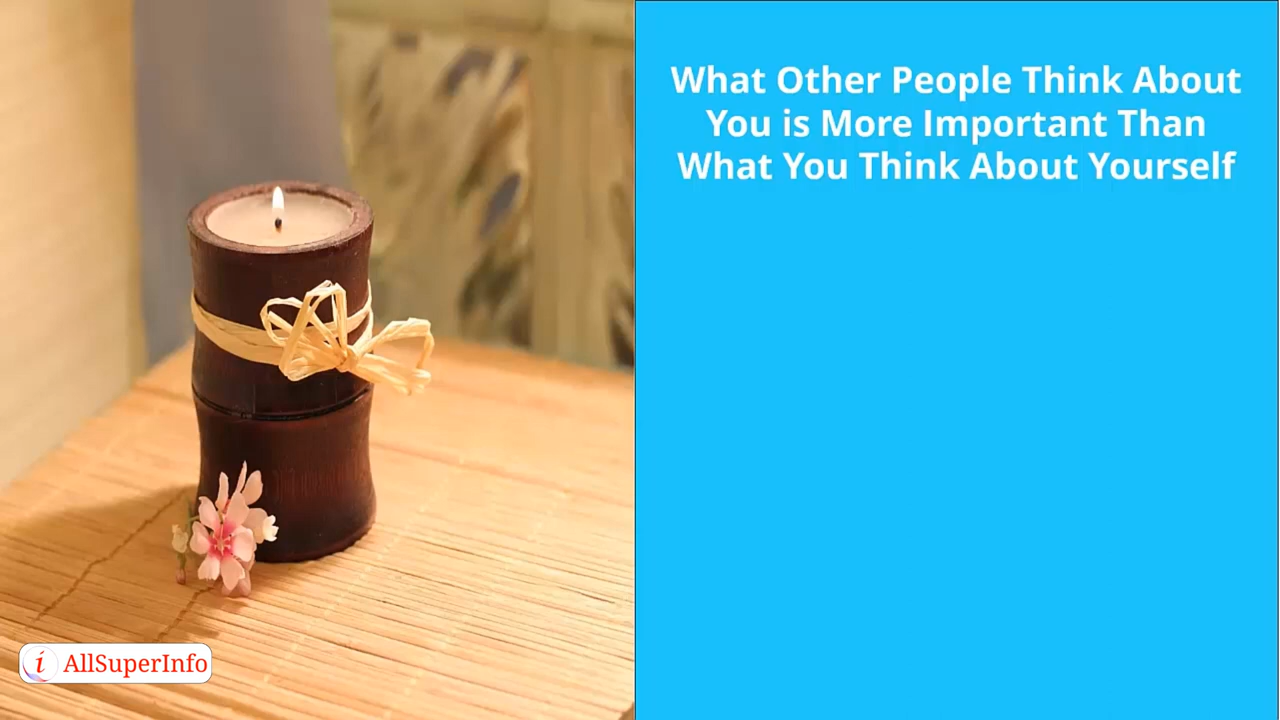 What Other People Think About
You is More Important Than
What You Think About Yourself
i AllSuperInfo